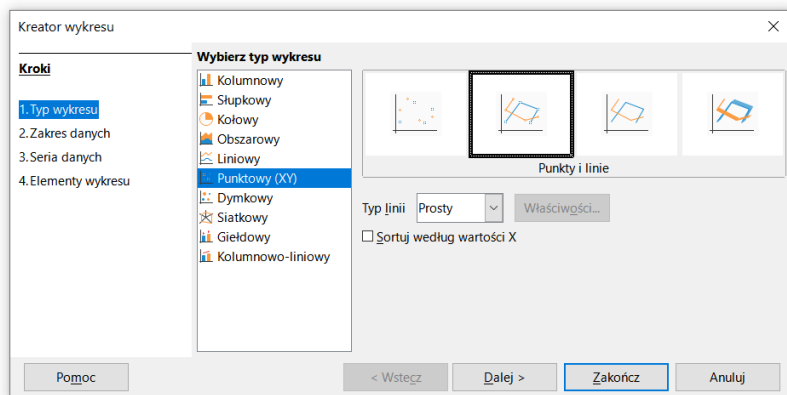 Kreator wykresu
Kroki
1.Typ wykresu
2.Zakres danych
3.Seria danych
4.Elementy wykresu
Wybierz typ wykresu
Kolumnowy
Słupkowy
Kołowy
Obszarowy
Liniowy
Punktowy (XY)
Dymkowy
Siatkowy
Giełdowy
Kolumnowo-liniowy
Punkty i linie
Typ linii Prosty Właściwości...
Sortuj według wartości X
Pomoc < Wstecz Dalej > Zakończ Anuluj